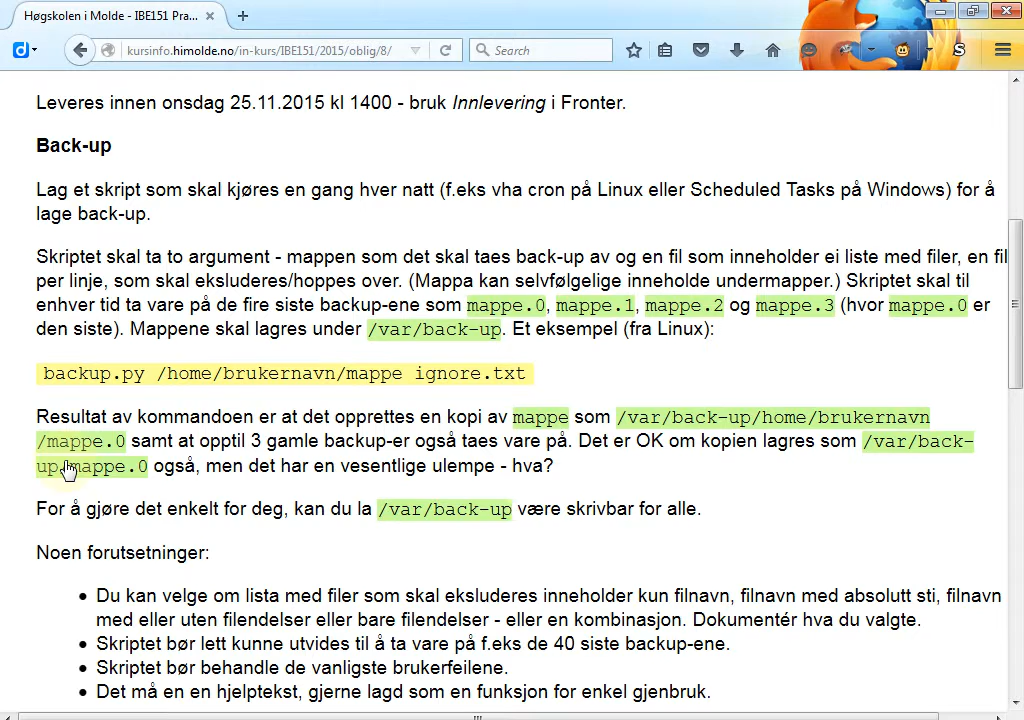 Høgskolen i Molde - IBE151 Pra...
kursinfo.himolde.no/in-kurs/IBE151/2015/oblig/8/
Search
Leveres innen onsdag 25.11.2015 kl 1400 - bruk Innlevering i Fronter.
Back-up
Lag et skript som skal kjøres en gang hver natt (f.eks vha cron på Linux eller Scheduled Tasks på Windows) for å
lage back-up.
Skriptet skal ta to argument - mappen som det skal taes back-up av og en fil som inneholder ei liste med filer, en fil
per linje, som skal eksluderes/hoppes over. (Mappa kan selvfølgelige inneholde undermapper.) Skriptet skal til
enhver tid ta vare på de fire siste backup-ene som mappe.0, mappe.1, mappe.2 og mappe.3 (hvor mappe.0 er
den siste). Mappene skal lagres under /var/back-up. Et eksempel (fra Linux):
backup.py /home/brukernavn/mappe ignore.txt
Resultat av kommandoen er at det opprettes en kopi av mappe som /var/back-up/home/brukernavn
/mappe.0 samt at opptil 3 gamle backup-er også taes vare på. Det er OK om kopien lagres som /var/back-
up/mappe.0 også, men det har en vesentlige ulempe - hva?
For å gjøre det enkelt for deg, kan du la /var/back-up være skrivbar for alle.
Noen forutsetninger:
• Du kan velge om lista med filer som skal eksluderes inneholder kun filnavn, filnavn med absolutt sti, filnavn
med eller uten filendelser eller bare filendelser - eller en kombinasjon. Dokumentér hva du valgte.
• Skriptet bør lett kunne utvides til å ta vare på f.eks de 40 siste backup-ene.
• Skriptet bør behandle de vanligste brukerfeilene.
• Det må en en hjelptekst, gjerne lagd som en funksjon for enkel gjenbruk.